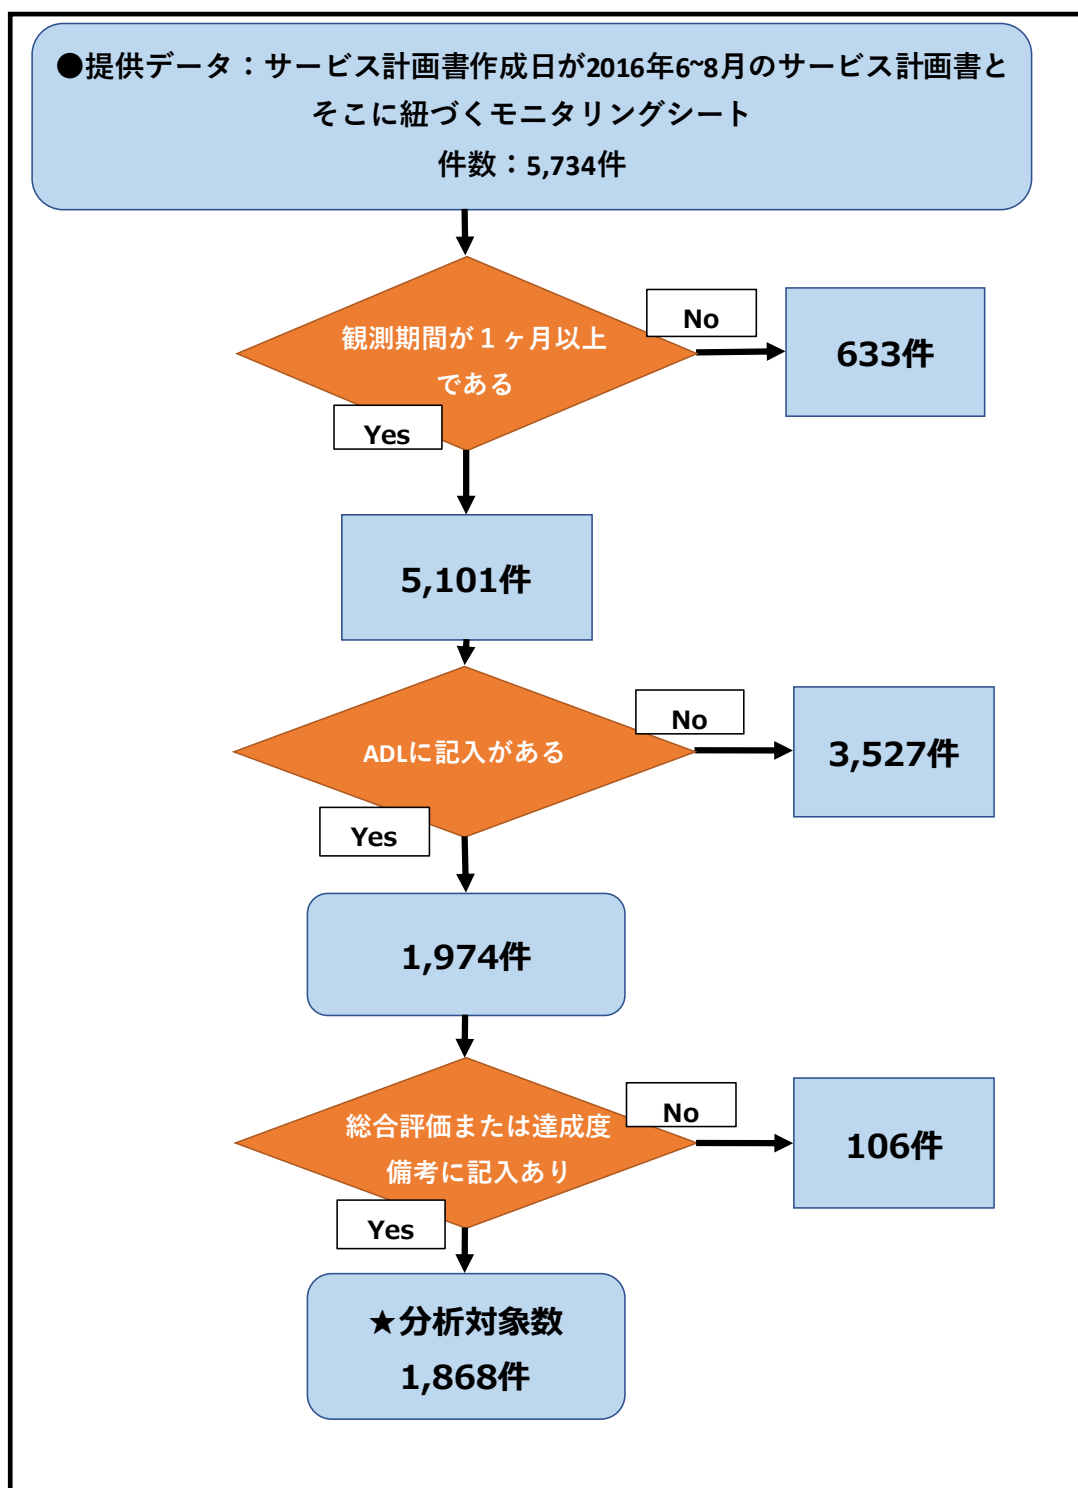 ●提供データ：サービス計画書作成日が2016年6~8月のサービス計画書と
そこに紐づくモニタリングシート
件数：5,734件
観測期間が１ヶ月以上
である
No
633件
Yes
5,101件
ADLに記入がある
No
3,527件
Yes
1,974件
総合評価または達成度
備考に記入あり
No
106件
Yes
★分析対象数
1,868件